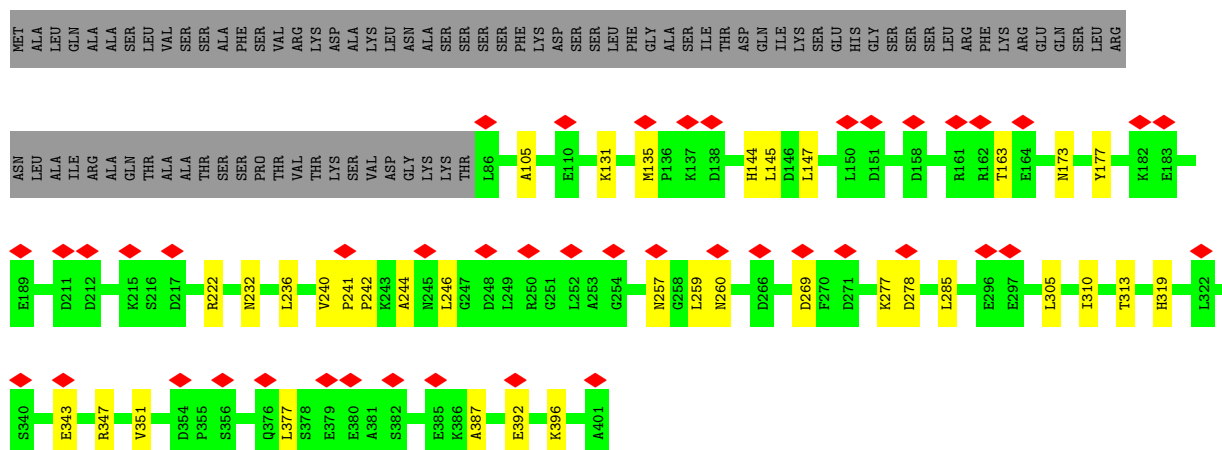 MET ALA LEU GLN ALA ALA SER LEU VAL SER SER ALA PHE SER VAL ARG LYS ASP ALA LYS LEU ASN ALA SER SER SER SER PHE LYS ASP SER SER LEU PHE GLY ALA SER ILE THR ASP GLN ILE LYS SER GLU HIS GLY SER SER SER LEU ARG PHE LYS ARG GLU GLN SER LEU ARG
ASN LEU ALA ILE ARG ALA GLN THR ALA ALA THR SER SER PRO THR VAL THR LYS SER VAL ASP GLY LYS LYS THR L86 A105 E110 K131 M135 P136 K137 D138 H144 L145 D146 L147 L150 D151 D158 R161 R162 T163 E164 N173 Y177 K182 E183
E189 D211 D212 K215 S216 D217 R222 N232 L236 V240 P241 P242 K243 A244 N245 L246 G247 D248 L249 R250 G251 L252 A253 G254 N257 G258 L259 N260 D266 D269 F270 D271 K277 D278 L285 E296 E297 L305 I310 T313 H319 L322
S340 E343 R347 V351 D354 P355 S356 Q376 L377 S378 E379 E380 A381 S382 E385 K386 A387 E392 K396 A401